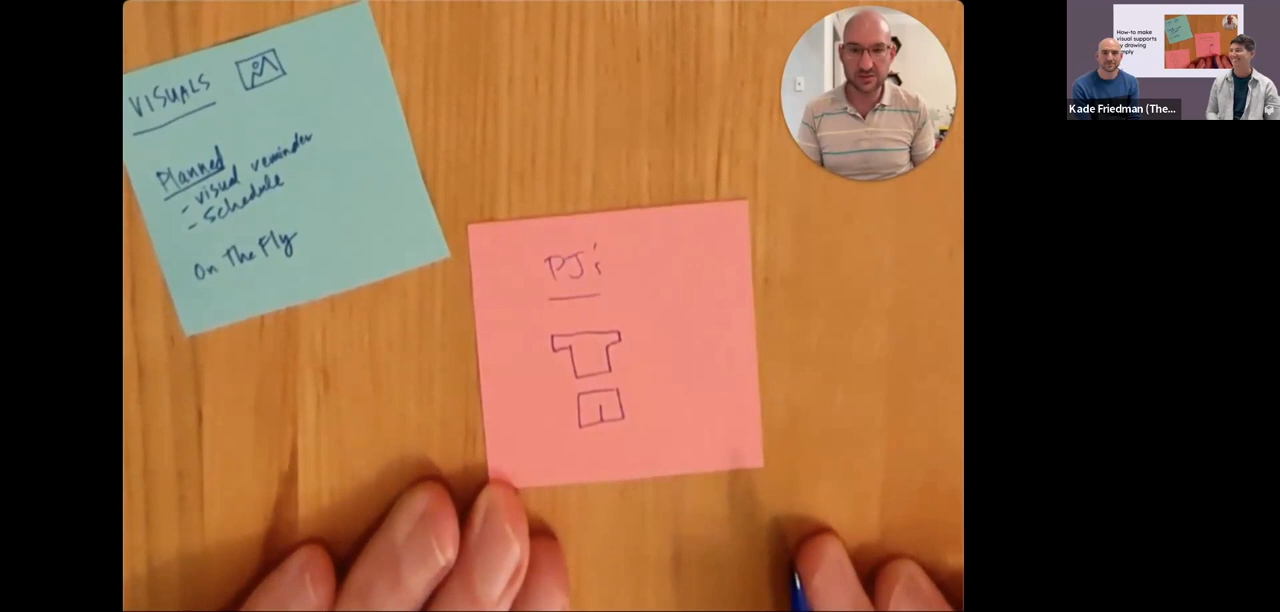 VISUALS
Planned
- visual reminder
- Schedule
On The Fly
PJ's
How-to make
visual supports
by drawing
simply
Kade Friedman (The...